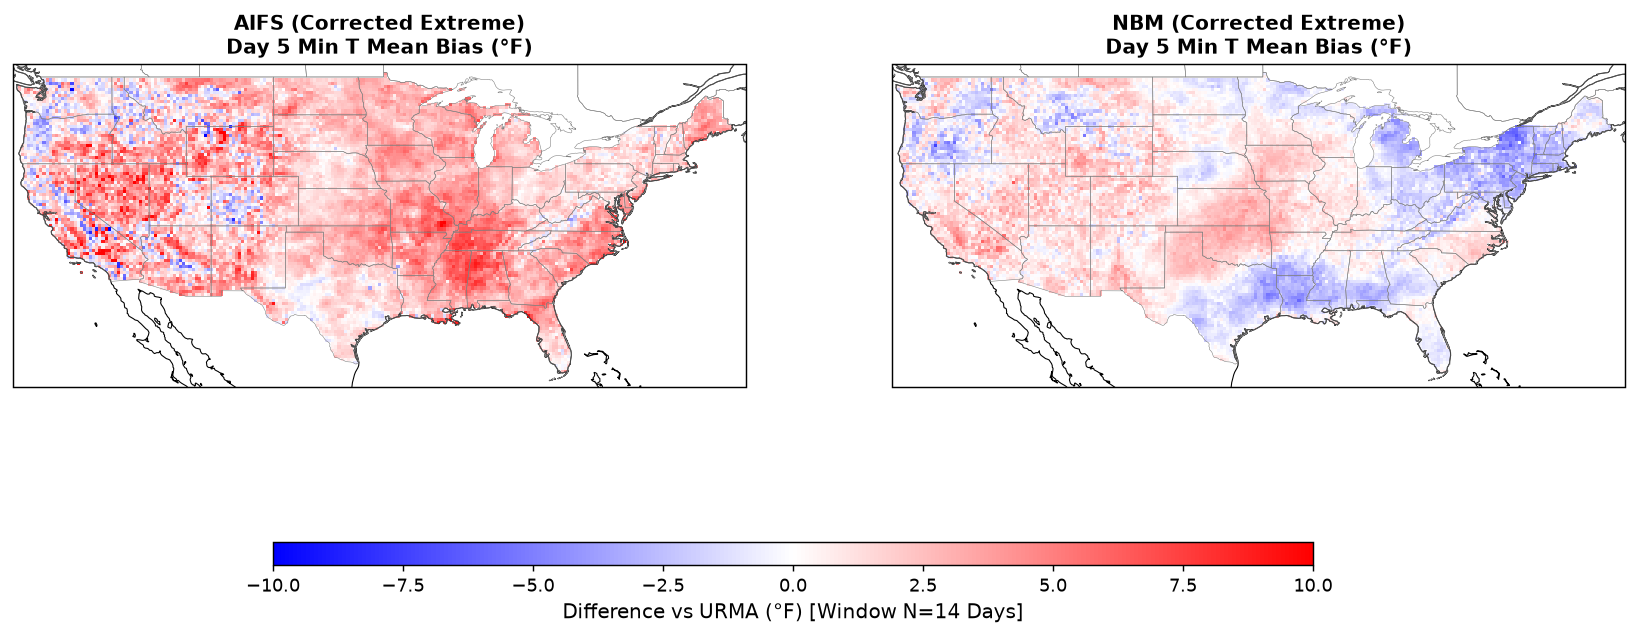 AIFS (Corrected Extreme)
Day 5 Min T Mean Bias (°F)
NBM (Corrected Extreme)
Day 5 Min T Mean Bias (°F)
−10.0 −7.5 −5.0 −2.5 0.0 2.5 5.0 7.5 10.0
Difference vs URMA (°F) [Window N=14 Days]